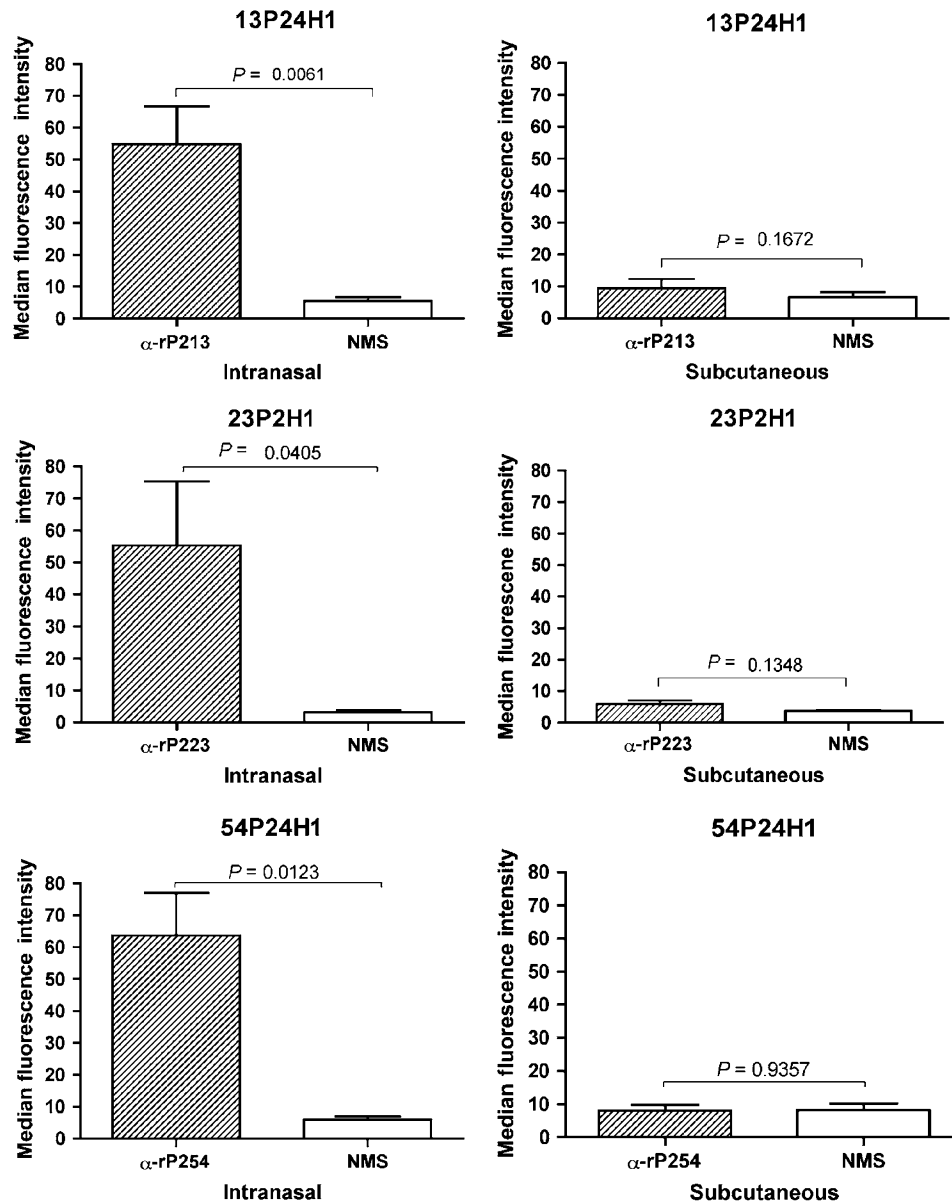 13P24H1
Median fluorescence intensity
80
70
60
50
40
30
20
10
0
P = 0.0061
α-rP213
NMS
Intranasal
13P24H1
Median fluorescence intensity
80
70
60
50
40
30
20
10
0
P = 0.1672
α-rP213
NMS
Subcutaneous
23P2H1
Median fluorescence intensity
80
70
60
50
40
30
20
10
0
P = 0.0405
α-rP223
NMS
Intranasal
23P2H1
Median fluorescene intensity
80
70
60
50
40
30
20
10
0
P = 0.1348
α-rP223
NMS
Subcutaneous
54P24H1
Median fluorescence intensity
80
70
60
50
40
30
20
10
0
P = 0.0123
α-rP254
NMS
Intranasal
54P24H1
Median fluorescence intensity
80
70
60
50
40
30
20
10
0
P = 0.9357
α-rP254
NMS
Subcutaneous